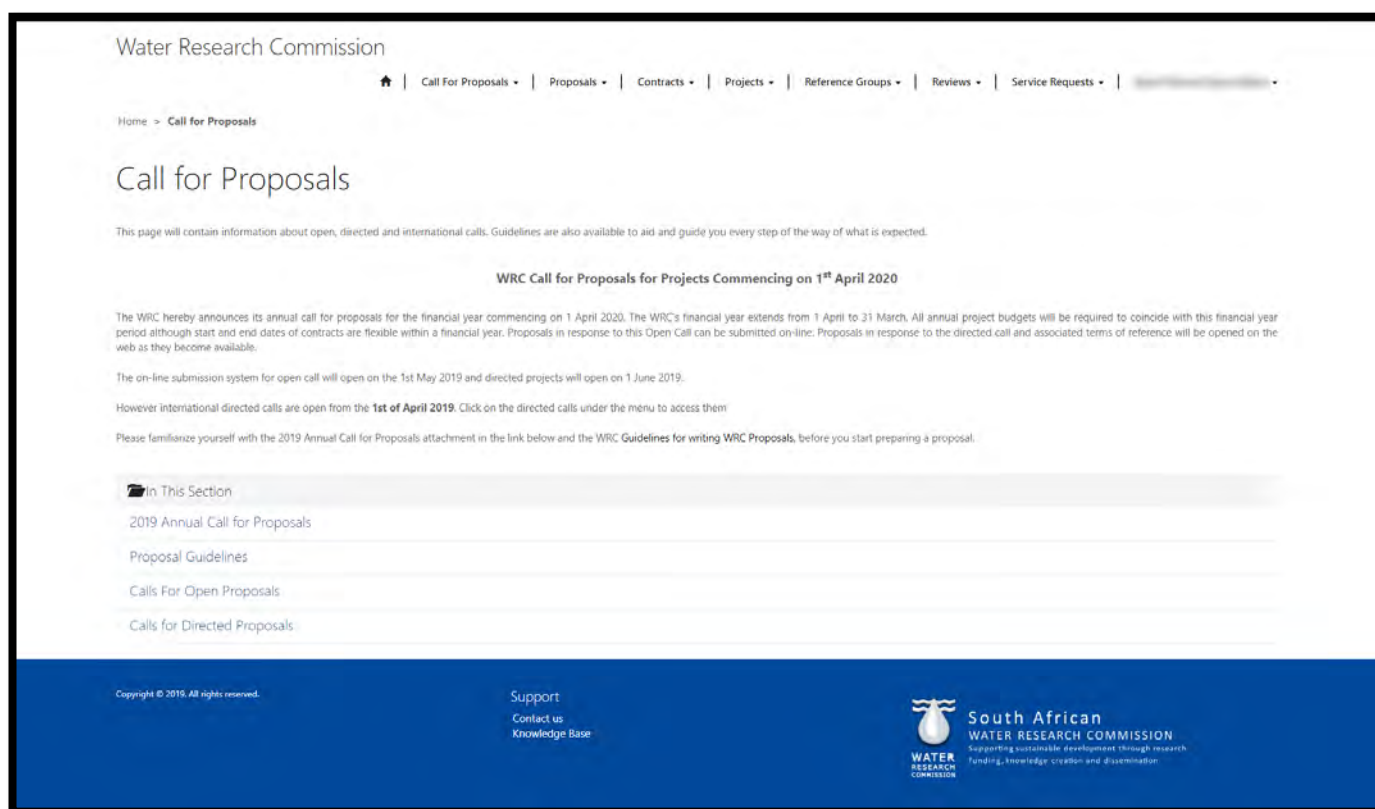 Water Research Commission
Call For Proposals | Proposals | Contracts | Projects | Reference Groups | Reviews | Service Requests |
Home > Call for Proposals
Call for Proposals
This page will contain information about open, directed and international calls. Guidelines are also available to aid and guide you every step of the way of what is expected.
WRC Call for Proposals for Projects Commencing on 1st April 2020
The WRC hereby announces its annual call for proposals for the financial year commencing on 1 April 2020. The WRC's financial year extends from 1 April to 31 March. All annual project budgets will be required to coincide with this financial year
period although start and end dates of contracts are flexible within a financial year. Proposals in response to this Open Call can be submitted on-line. Proposals in response to the directed call and associated terms of reference will be opened on the
web as they become available.
The on-line submission system for open call will open on the 1st May 2019 and directed projects will open on 1 June 2019.
However international directed calls are open from the 1st of April 2019. Click on the directed calls under the menu to access them
Please familiarize yourself with the 2019 Annual Call for Proposals attachment in the link below and the WRC Guidelines for writing WRC Proposals, before you start preparing a proposal.
In This Section
2019 Annual Call for Proposals
Proposal Guidelines
Calls For Open Proposals
Calls for Directed Proposals
Copyright © 2019. All rights reserved.
Support
Contact us
Knowledge Base
WATER
RESEARCH
COMMISSION
South African
WATER RESEARCH COMMISSION
Supporting sustainable development through research
funding, knowledge creation and dissemination